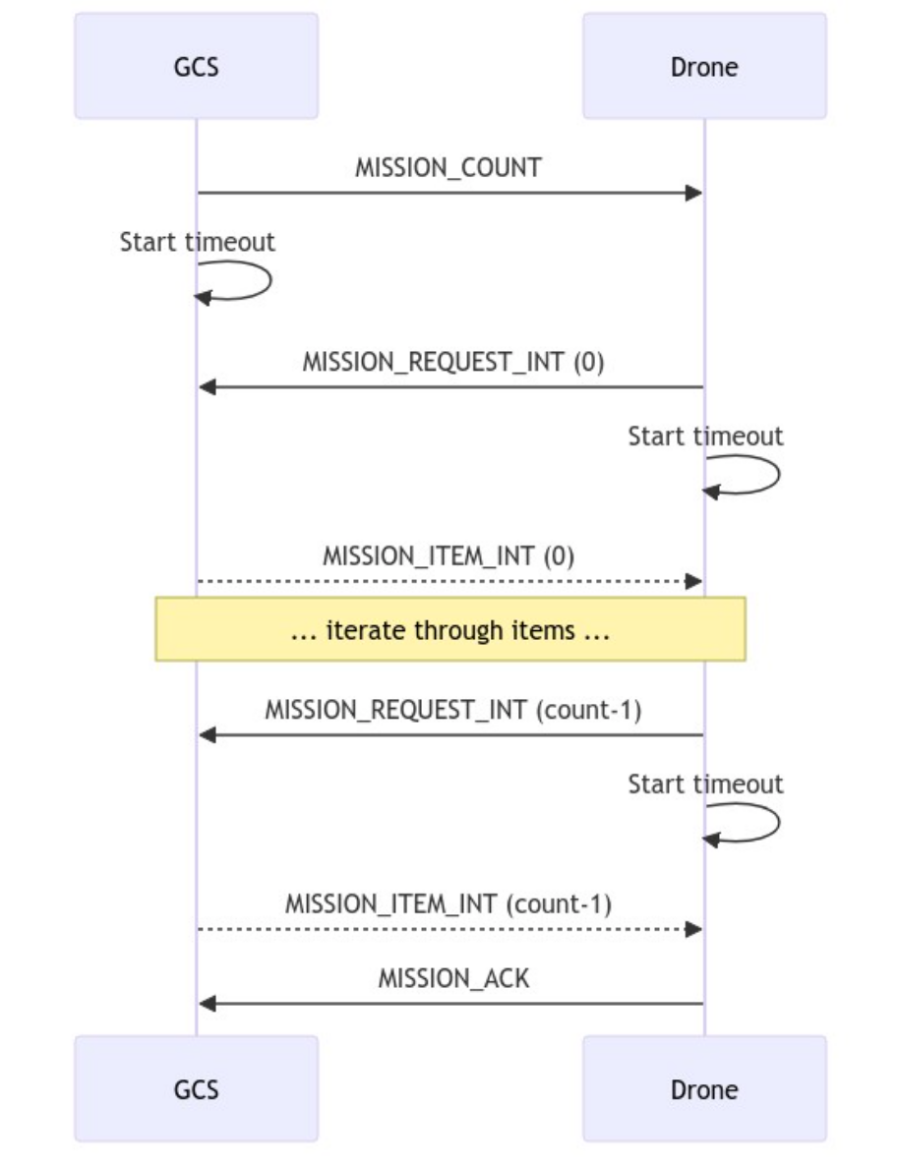 GCS
Drone
MISSION_COUNT
Start timeout
MISSION_REQUEST_INT (0)
Start timeout
MISSION_ITEM_INT (0)
... iterate through items ...
MISSION_REQUEST_INT (count-1)
Start timeout
MISSION_ITEM_INT (count-1)
MISSION_ACK
GCS
Drone